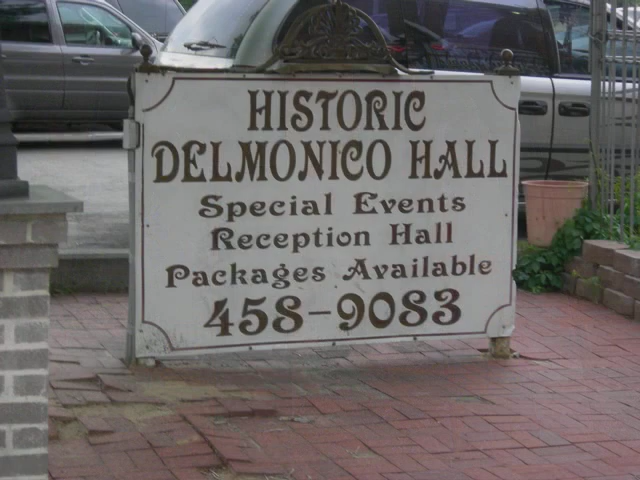 HISTORIC
DELMONICO HALL
Special Events
Reception Hall
Packages Available
458-9083